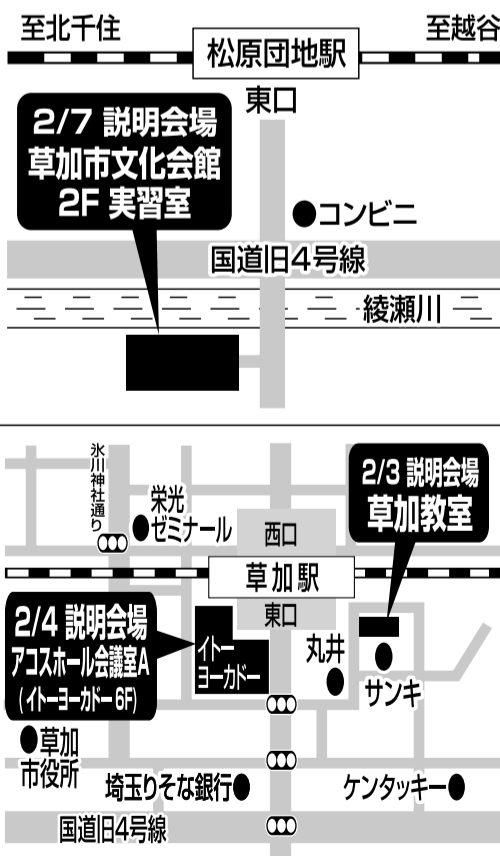 至北千住
至越谷
松原団地駅
東口
2/7 説明会場
草加市文化会館
2F 実習室
コンビニ
国道旧4号線
綾瀬川
氷川神社通り
栄光
ゼミナール
西口
2/3 説明会場
草加教室
草加駅
東口
2/4 説明会場
アコスホール会議室A
(イトーヨーカドー6F)
イトー
ヨーカドー
丸井
サンキ
草加
市役所
埼玉りそな銀行
ケンタッキー
国道旧4号線